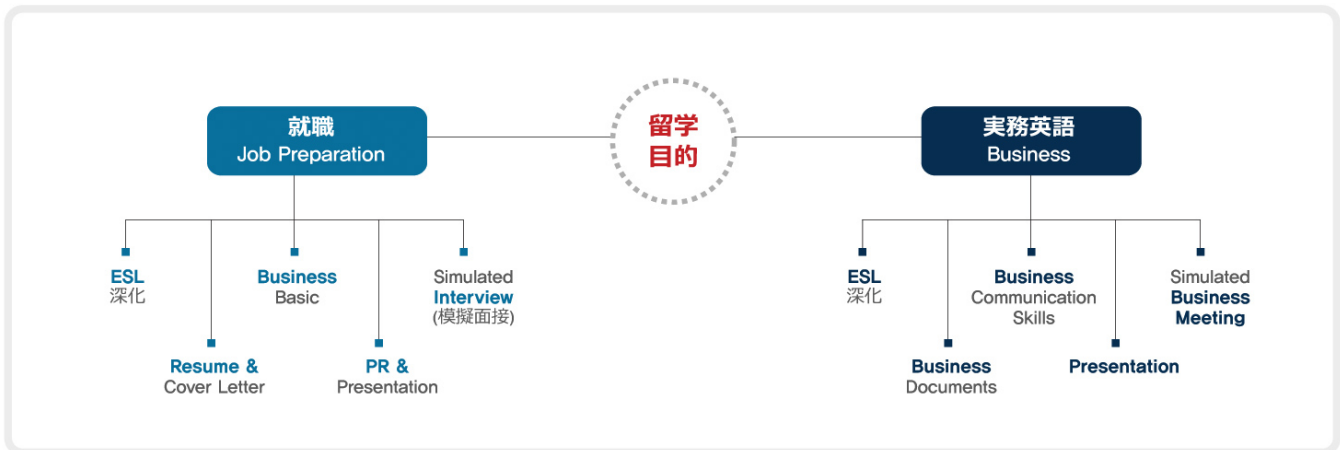 留学
目的
就職
Job Preparation
ESL
深化
Resume &
Cover Letter
Business
Basic
PR &
Presentation
Simulated
Interview
(模擬面接)
実務英語
Business
ESL
深化
Business
Documents
Business
Communication
Skills
Presentation
Simulated
Business
Meeting